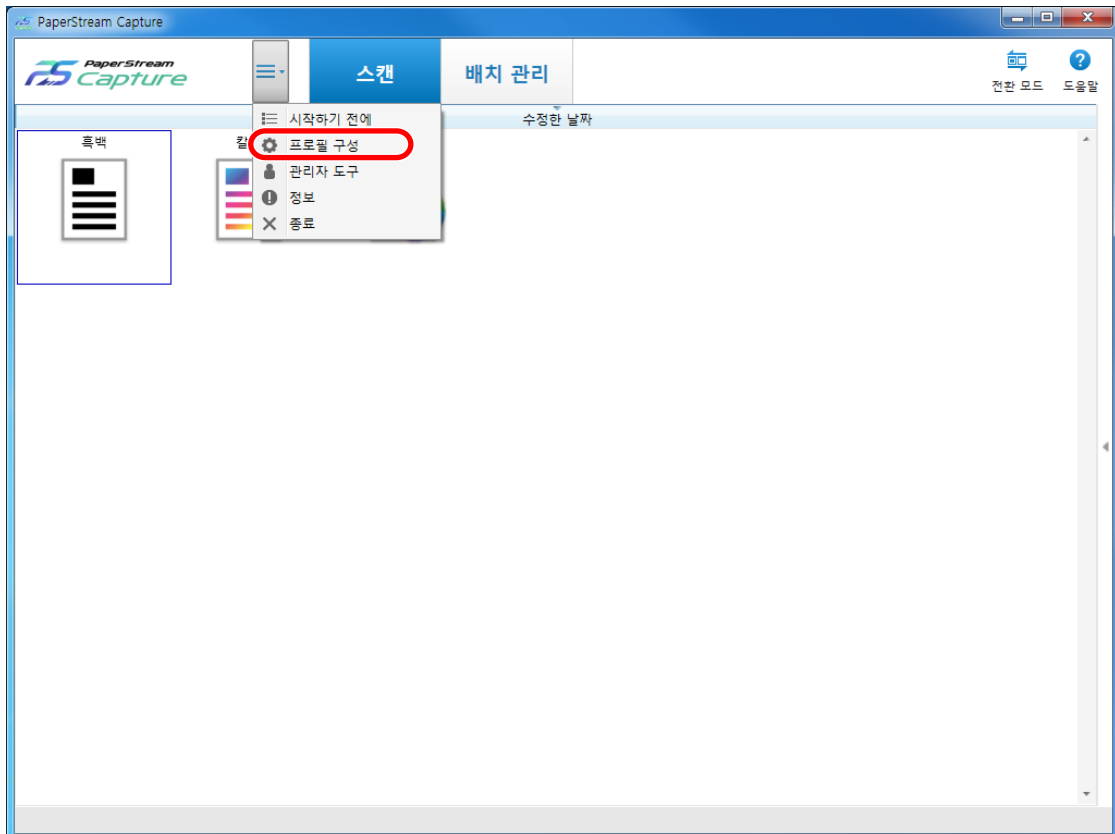 PaperStream Capture
PaperStream
Capture
스캔
배치 관리
전환 모드
도움말
수정한 날짜
흑백
칼
시작하기 전에
프로필 구성
관리자 도구
정보
종료